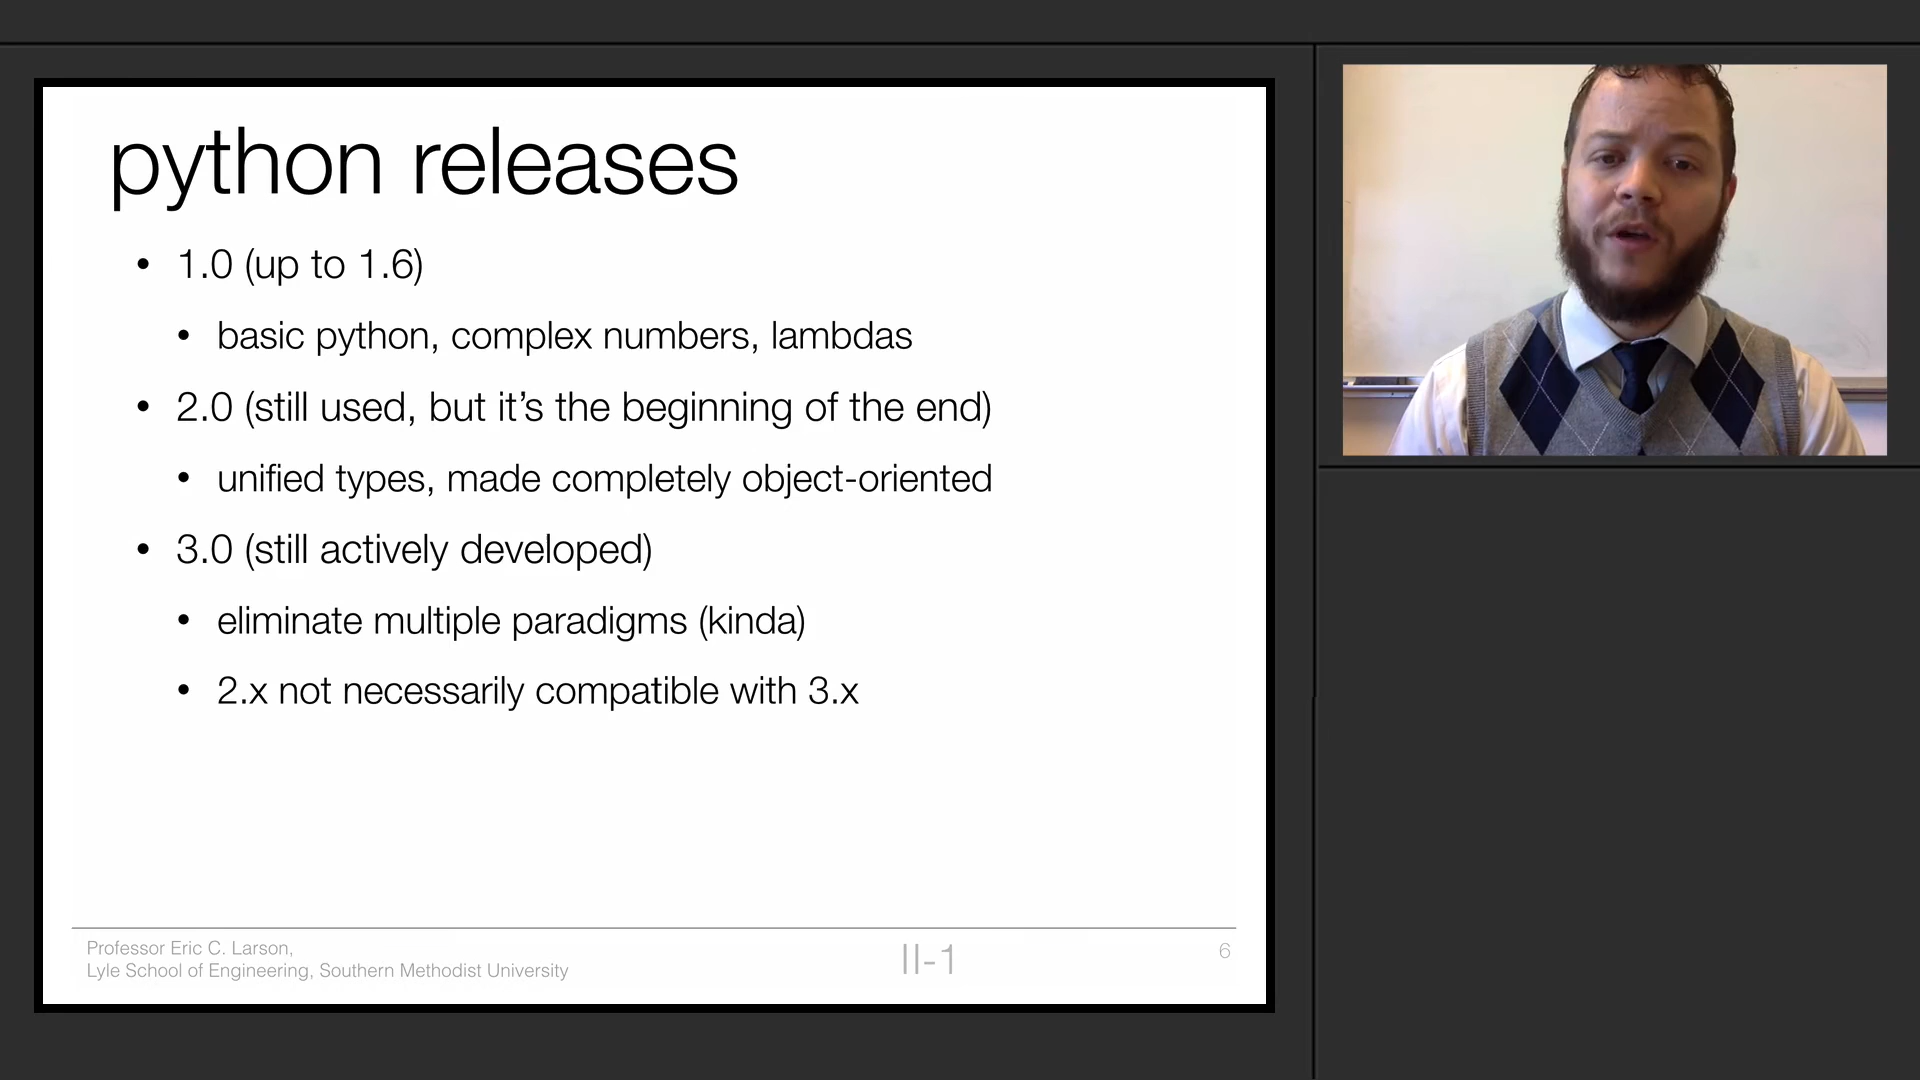 python releases
• 1.0 (up to 1.6)
• basic python, complex numbers, lambdas
• 2.0 (still used, but it’s the beginning of the end)
• unified types, made completely object-oriented
• 3.0 (still actively developed)
• eliminate multiple paradigms (kinda)
• 2.x not necessarily compatible with 3.x
Professor Eric C. Larson,
Lyle School of Engineering, Southern Methodist University
II-1
6